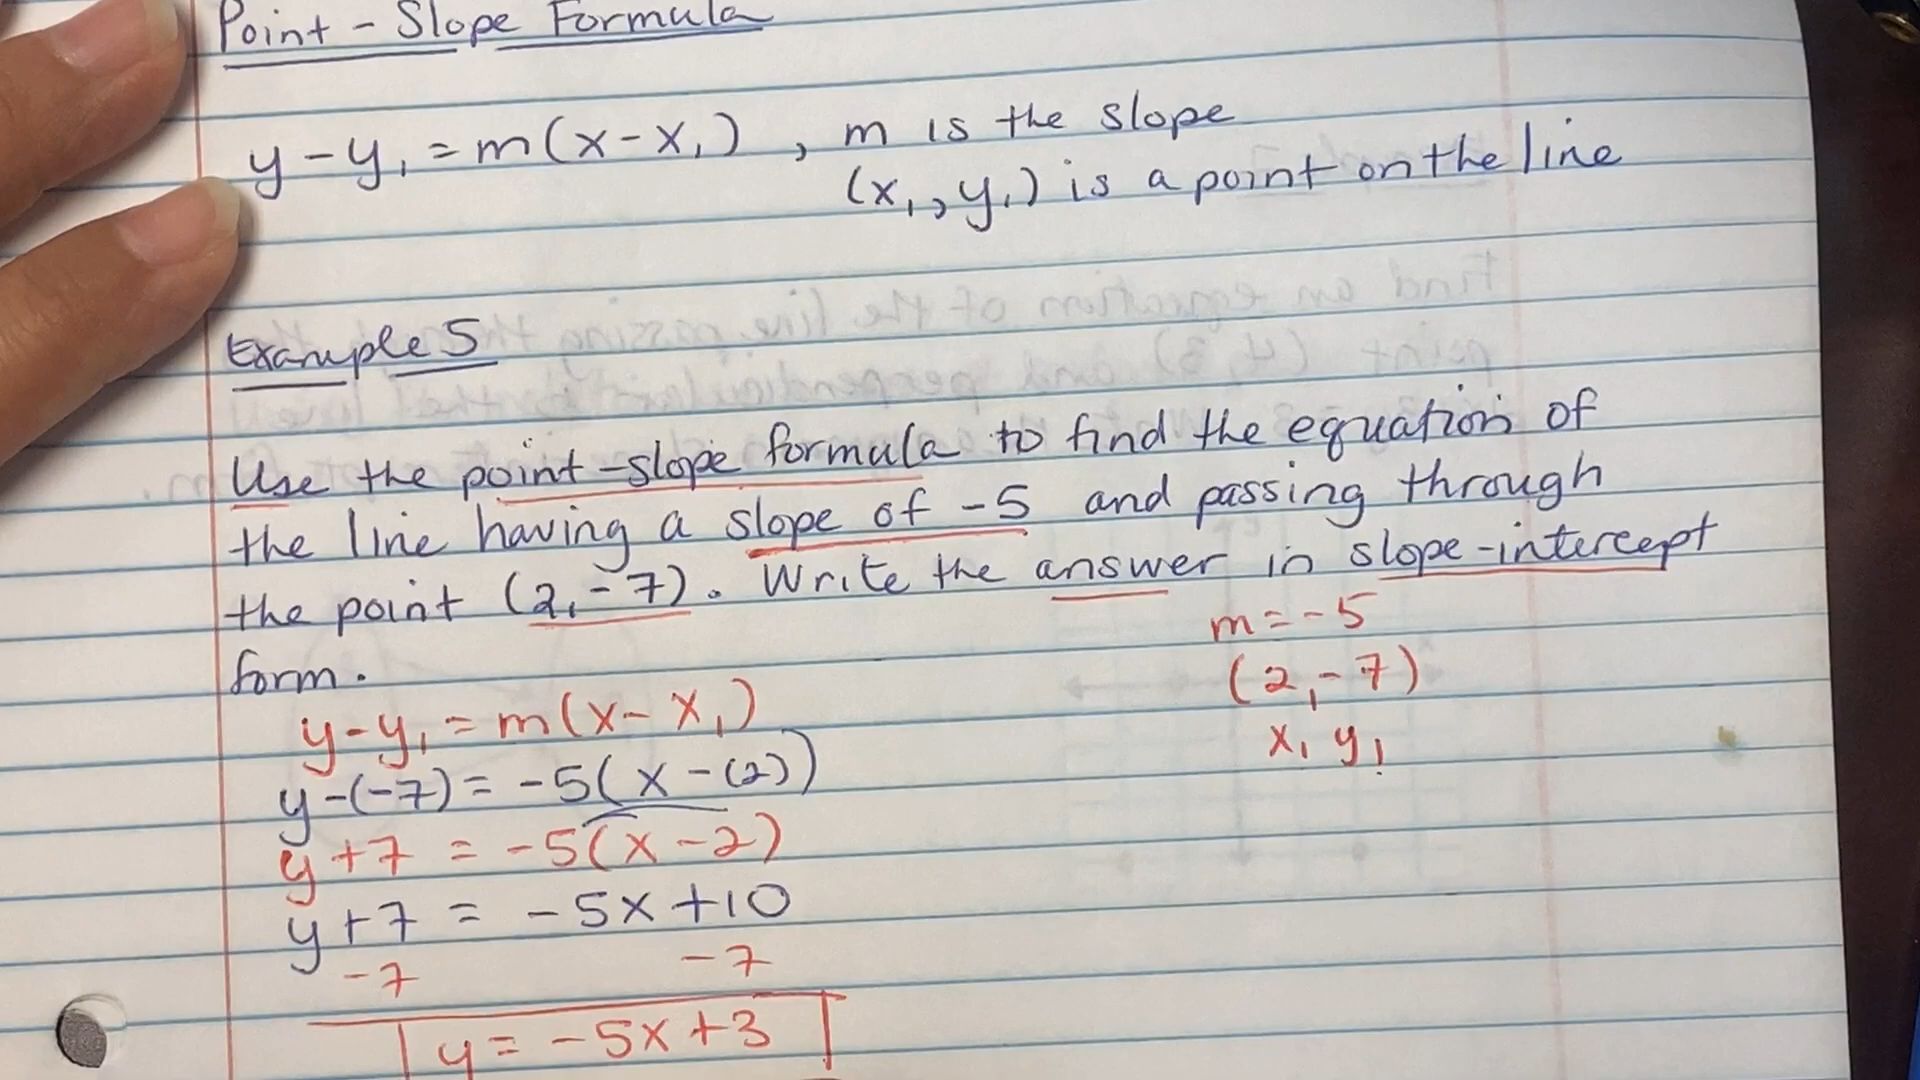 Point - Slope Formula
y - y₁ = m(x - x₁) , m is the slope
(x₁, y₁) is a point on the line
Example 5
Use the point-slope formula to find the equation of
the line having a slope of -5 and passing through
the point (2, -7). Write the answer in slope-intercept
form.
m = -5
(2, -7)
x₁ y₁
y - y₁ = m(x - x₁)
y - (-7) = -5(x - (2))
y + 7 = -5(x - 2)
y + 7 = -5x + 10
-7 -7
y = -5x + 3